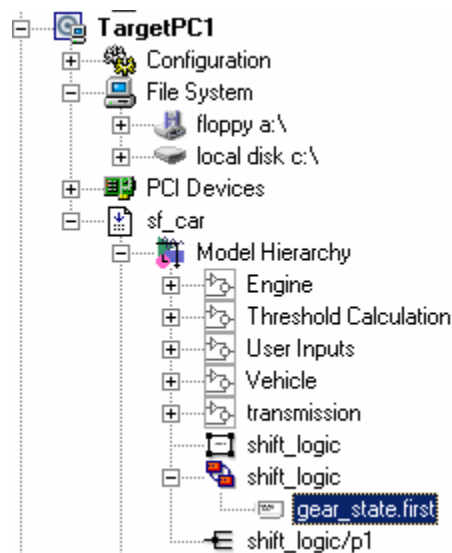 TargetPC1
Configuration
File System
floppy a:\
local disk c:\
PCI Devices
sf_car
Model Hierarchy
Engine
Threshold Calculation
User Inputs
Vehicle
transmission
shift_logic
shift_logic
gear_state.first
shift_logic/p1